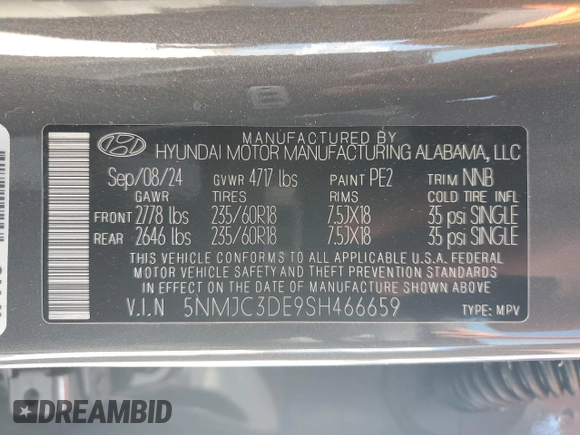 MANUFACTURED BY
HYUNDAI MOTOR MANUFACTURING ALABAMA, LLC
Sep/08/24 GVWR 4717 lbs PAINT PE2 TRIM NNB
GAWR TIRES RIMS COLD TIRE INFL
FRONT 2778 lbs 235/60R18 7.5JX18 35 psi SINGLE
REAR 2646 lbs 235/60R18 7.5JX18 35 psi SINGLE
THIS VEHICLE CONFORMS TO ALL APPLICABLE U.S.A. FEDERAL
MOTOR VEHICLE SAFETY AND THEFT PREVENTION STANDARDS
IN EFFECT ON THE DATE OF MANUFACTURE SHOWN ABOVE
V.I.N 5NMJC3DE9SH466659 TYPE: MPV
DREAMBID